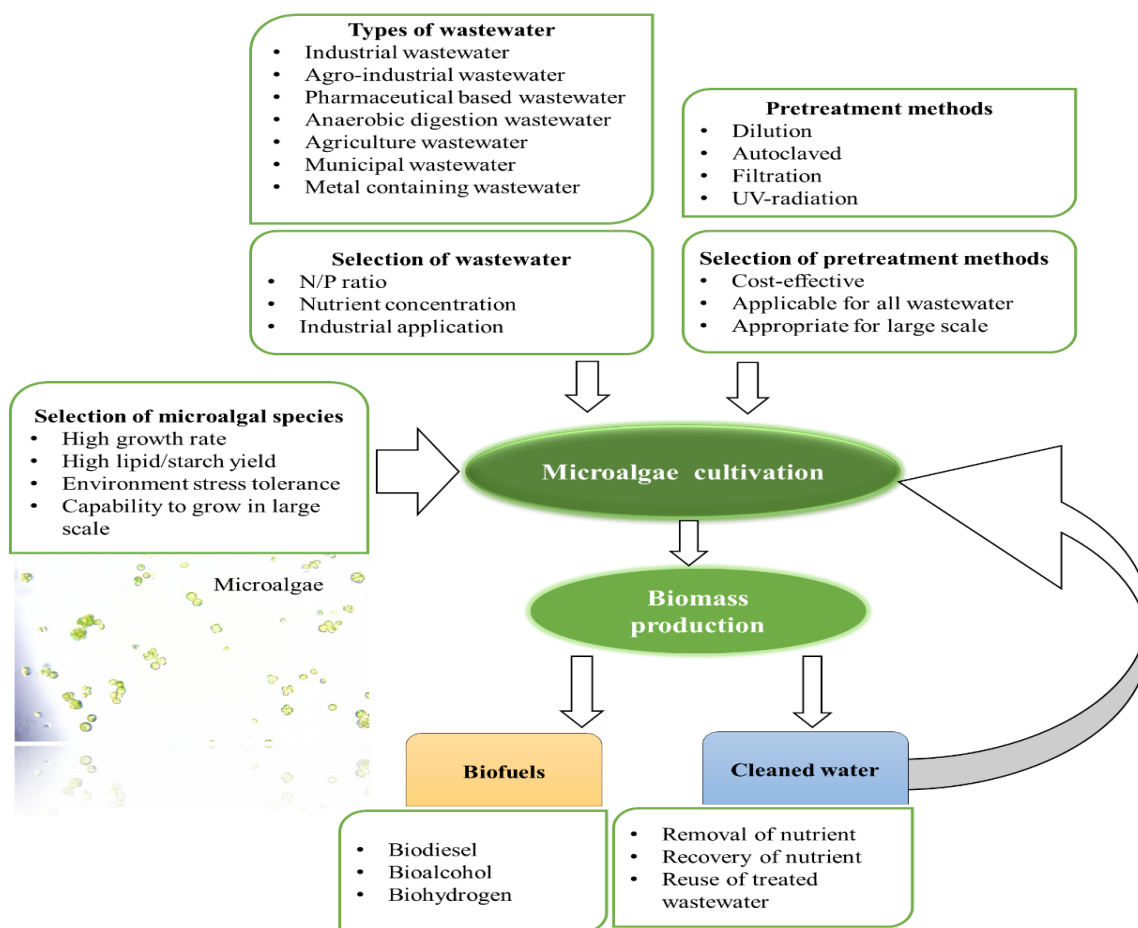 Types of wastewater
• Industrial wastewater
• Agro-industrial wastewater
• Pharmaceutical based wastewater
• Anaerobic digestion wastewater
• Agriculture wastewater
• Municipal wastewater
• Metal containing wastewater
Pretreatment methods
• Dilution
• Autoclaved
• Filtration
• UV-radiation
Selection of wastewater
• N/P ratio
• Nutrient concentration
• Industrial application
Selection of pretreatment methods
• Cost-effective
• Applicable for all wastewater
• Appropriate for large scale
Selection of microalgal species
• High growth rate
• High lipid/starch yield
• Environment stress tolerance
• Capability to grow in large
scale
Microalgae
Microalgae cultivation
Biomass
production
Biofuels
• Biodiesel
• Bioalcohol
• Biohydrogen
Cleaned water
• Removal of nutrient
• Recovery of nutrient
• Reuse of treated
wastewater